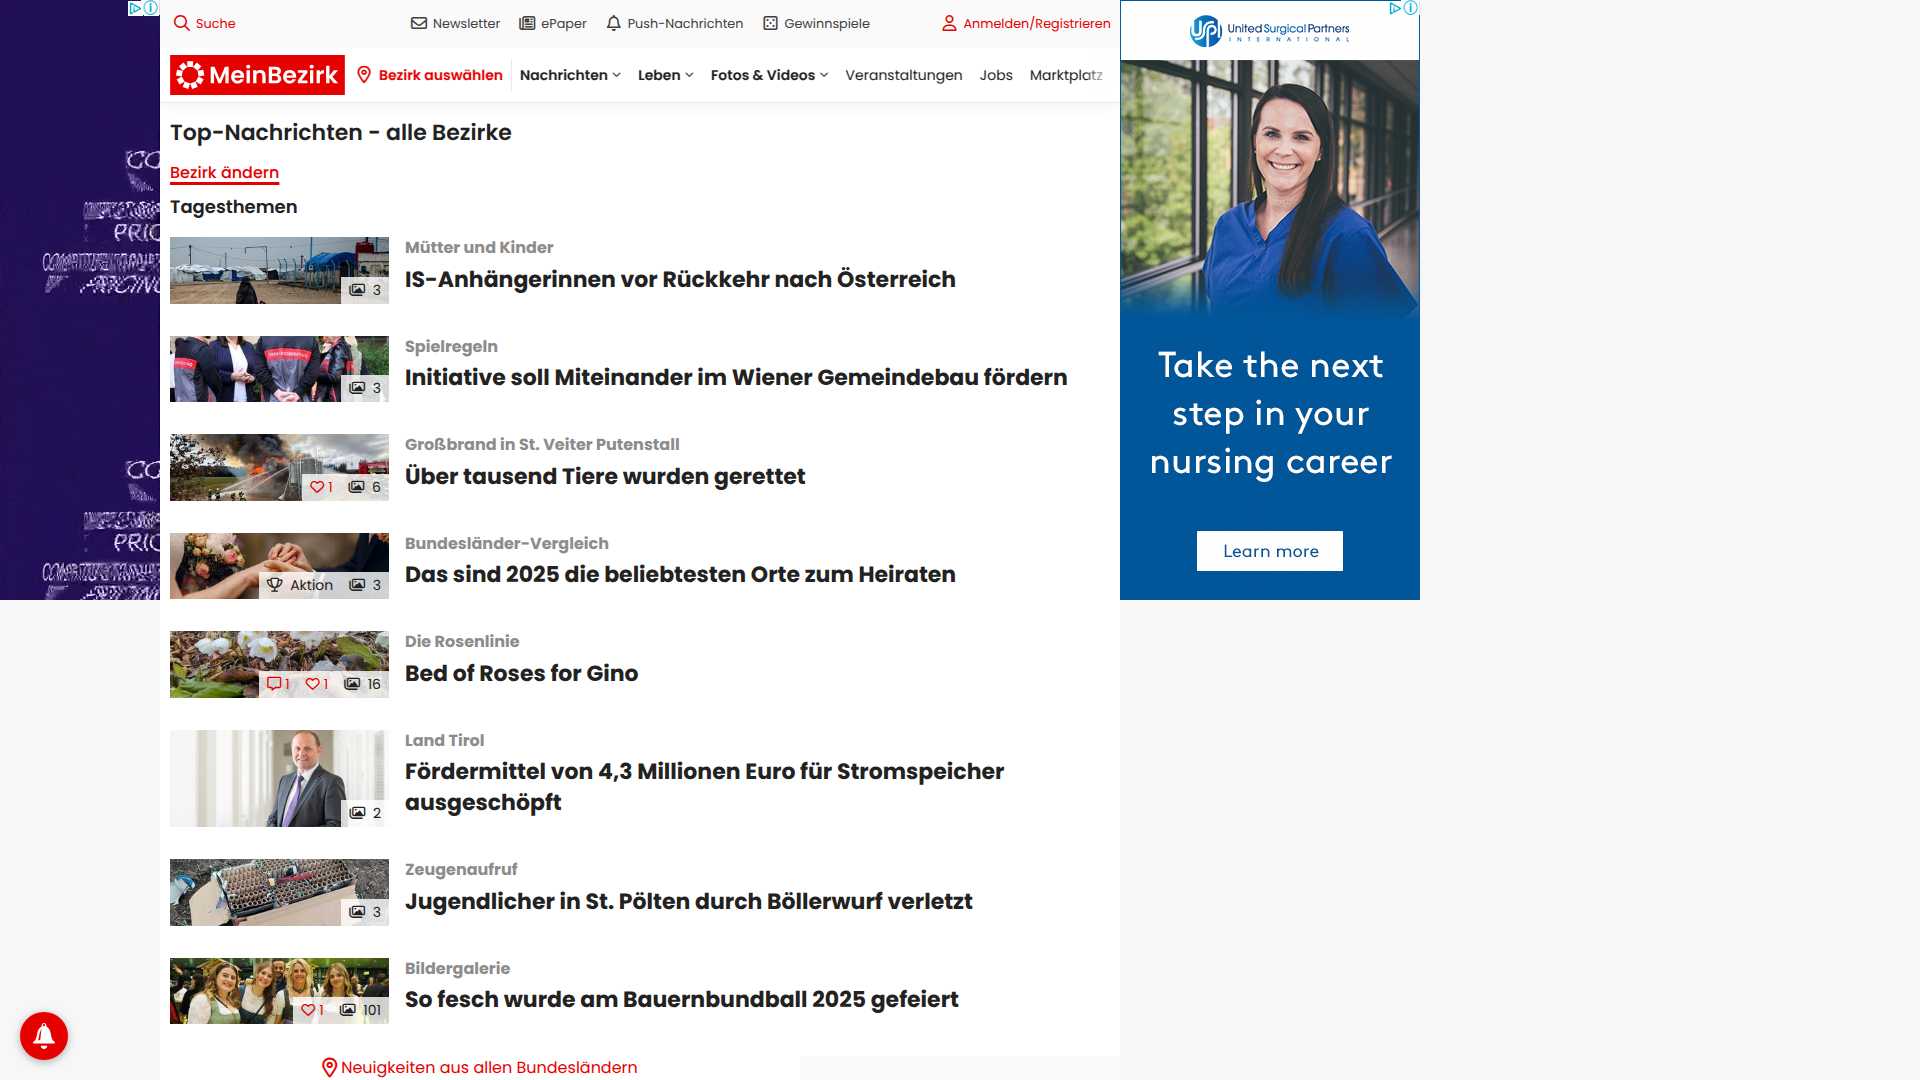 Suche
Newsletter
ePaper
Push-Nachrichten
Gewinnspiele
Anmelden/Registrieren
MeinBezirk
Bezirk auswählen
Nachrichten
Leben
Fotos & Videos
Veranstaltungen
Jobs
Marktplatz
Top-Nachrichten - alle Bezirke
Bezirk ändern
Tagesthemen
3
Mütter und Kinder
IS-Anhängerinnen vor Rückkehr nach Österreich
3
Spielregeln
Initiative soll Miteinander im Wiener Gemeindebau fördern
1 6
Großbrand in St. Veiter Putenstall
Über tausend Tiere wurden gerettet
Aktion 3
Bundesländer-Vergleich
Das sind 2025 die beliebtesten Orte zum Heiraten
1 1 16
Die Rosenlinie
Bed of Roses for Gino
2
Land Tirol
Fördermittel von 4,3 Millionen Euro für Stromspeicher
ausgeschöpft
3
Zeugenaufruf
Jugendlicher in St. Pölten durch Böllerwurf verletzt
1 101
Bildergalerie
So fesch wurde am Bauernbundball 2025 gefeiert
Neuigkeiten aus allen Bundesländern
USPI
United Surgical Partners
INTERNATIONAL
Take the next
step in your
nursing career
Learn more